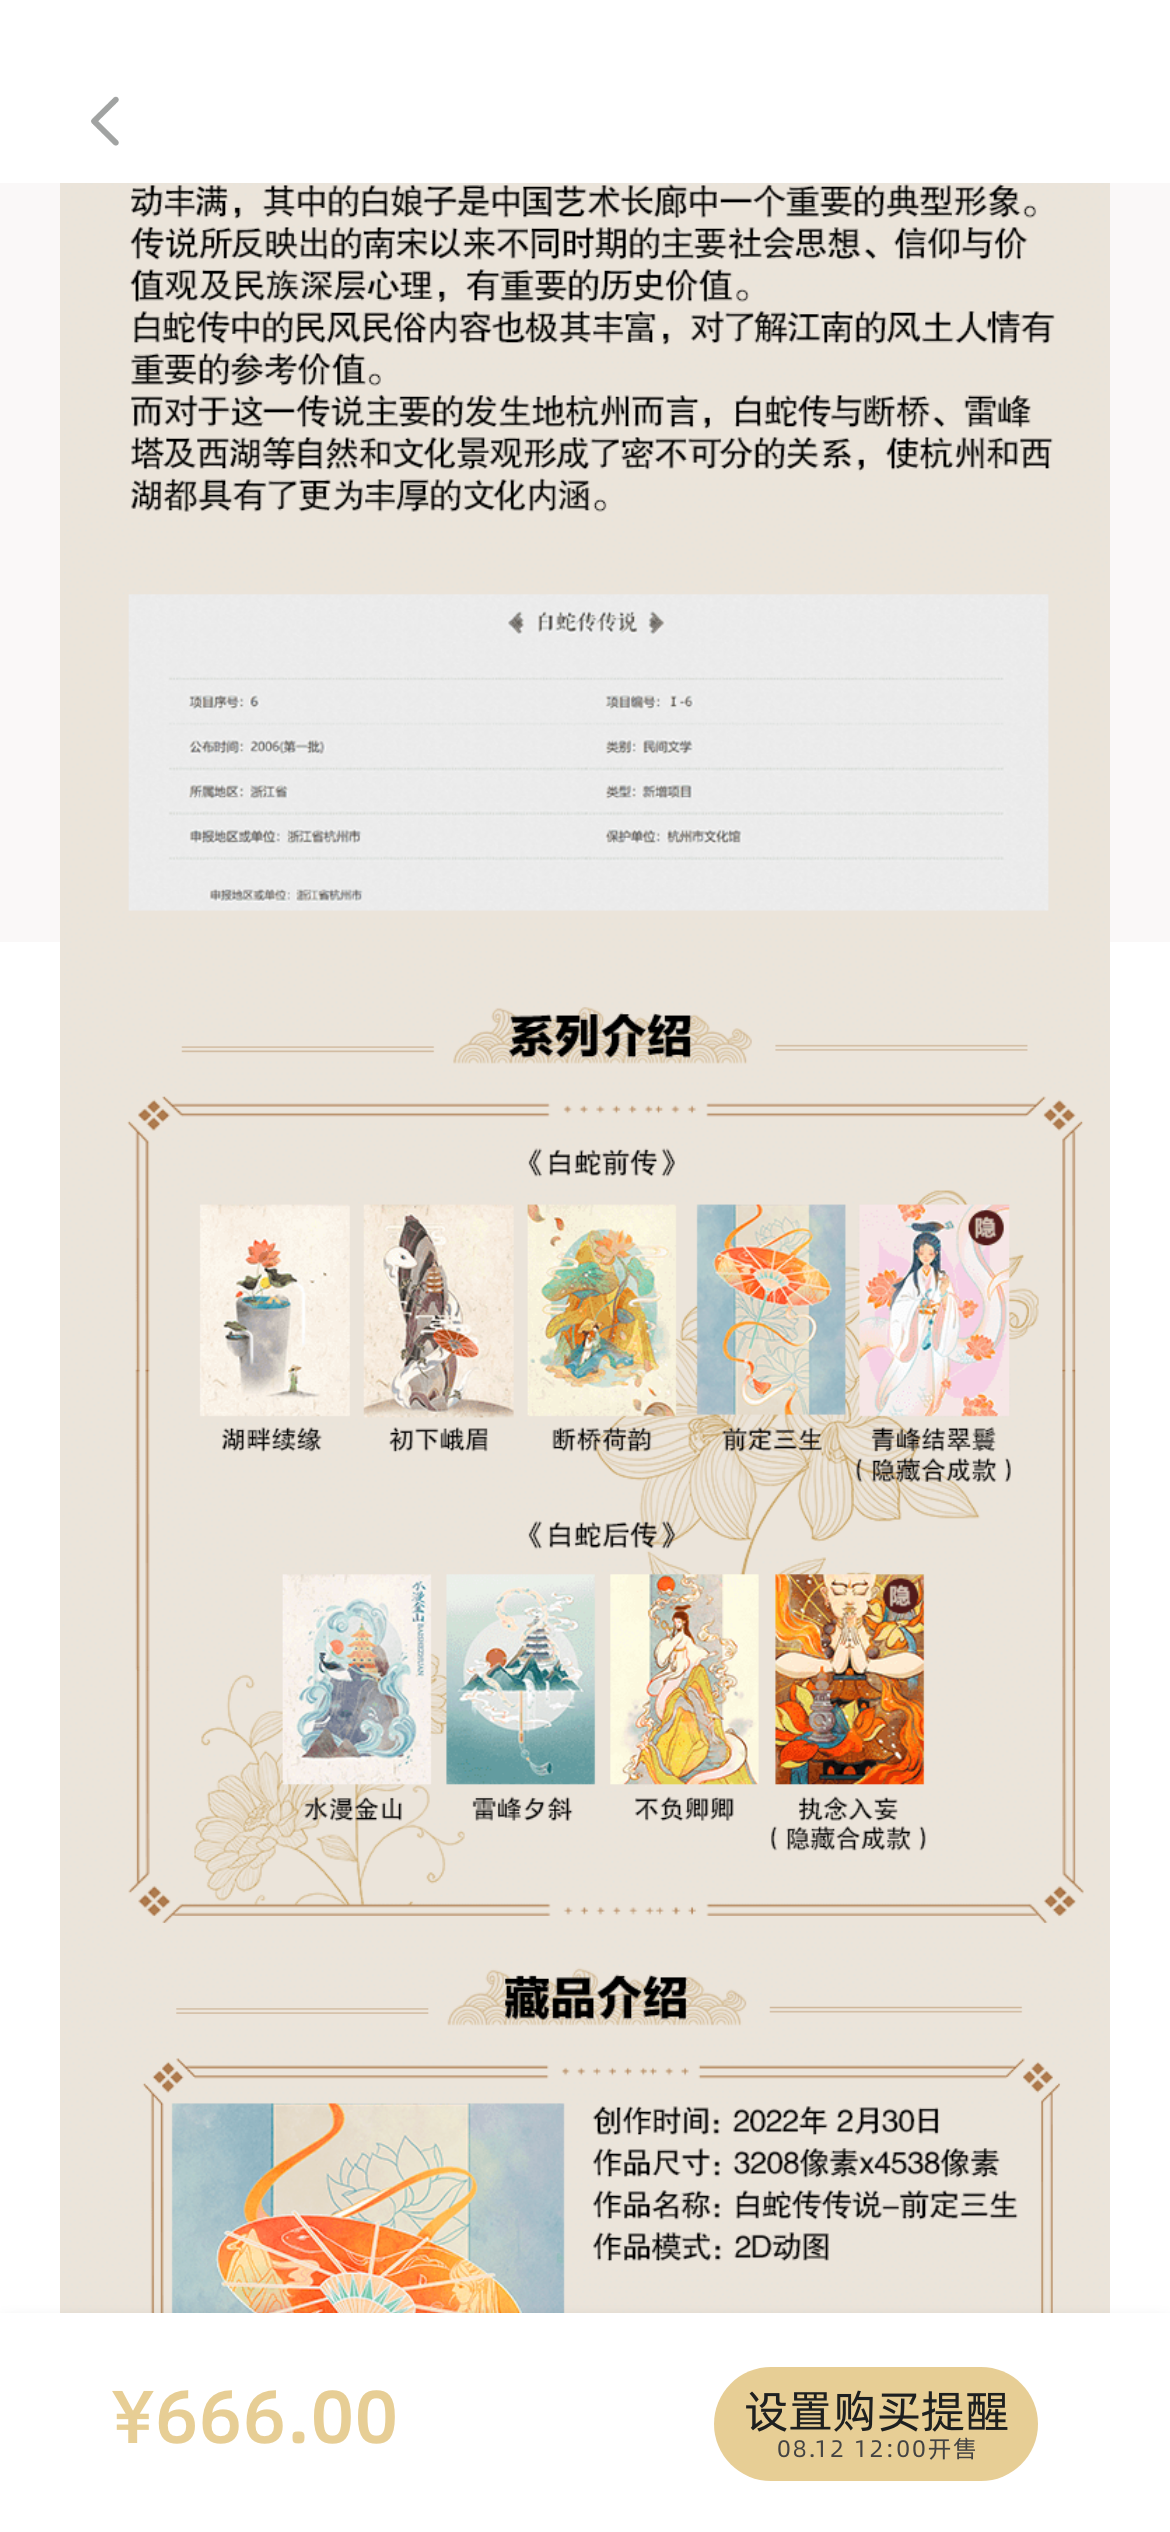 动丰满，其中的白娘子是中国艺术长廊中一个重要的典型形象。
传说所反映出的南宋以来不同时期的主要社会思想、信仰与价
值观及民族深层心理，有重要的历史价值。
白蛇传中的民风民俗内容也极其丰富，对了解江南的风土人情有
重要的参考价值。
而对于这一传说主要的发生地杭州而言，白蛇传与断桥、雷峰
塔及西湖等自然和文化景观形成了密不可分的关系，使杭州和西
湖都具有了更为丰厚的文化内涵。
白蛇传传说
项目序号：6
项目编号：Ⅰ-6
公布时间：2006(第一批)
类别：民间文学
所属地区：浙江省
类型：新增项目
申报地区或单位：浙江省杭州市
保护单位：杭州市文化馆
申报地区或单位：浙江省杭州市
系列介绍
《白蛇前传》
隐
湖畔续缘
初下峨眉
断桥荷韵
前定三生
青峰结翠鬟
（隐藏合成款）
《白蛇后传》
水漫金山
隐
水漫金山
雷峰夕斜
不负卿卿
执念入妄
（隐藏合成款）
藏品介绍
创作时间：2022年 2月30日
作品尺寸：3208像素x4538像素
作品名称：白蛇传传说-前定三生
作品模式：2D动图
¥666.00
设置购买提醒
08.12 12:00开售